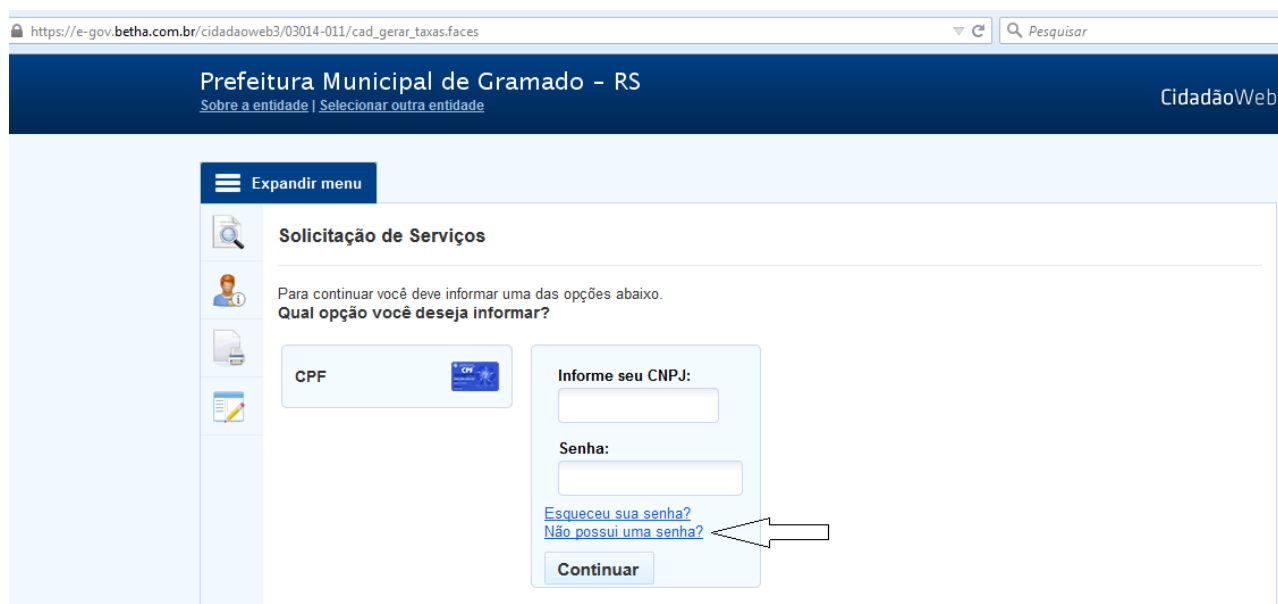 https://e-gov.betha.com.br/cidadaoweb3/03014-011/cad_gerar_taxas.faces
Pesquisar
Prefeitura Municipal de Gramado - RS
Sobre a entidade | Selecionar outra entidade
CidadãoWeb
Expandir menu
Solicitação de Serviços
Para continuar você deve informar uma das opções abaixo.
Qual opção você deseja informar?
CPF
CPF
Informe seu CNPJ:
Senha:
Esqueceu sua senha?
Não possui uma senha?
Continuar